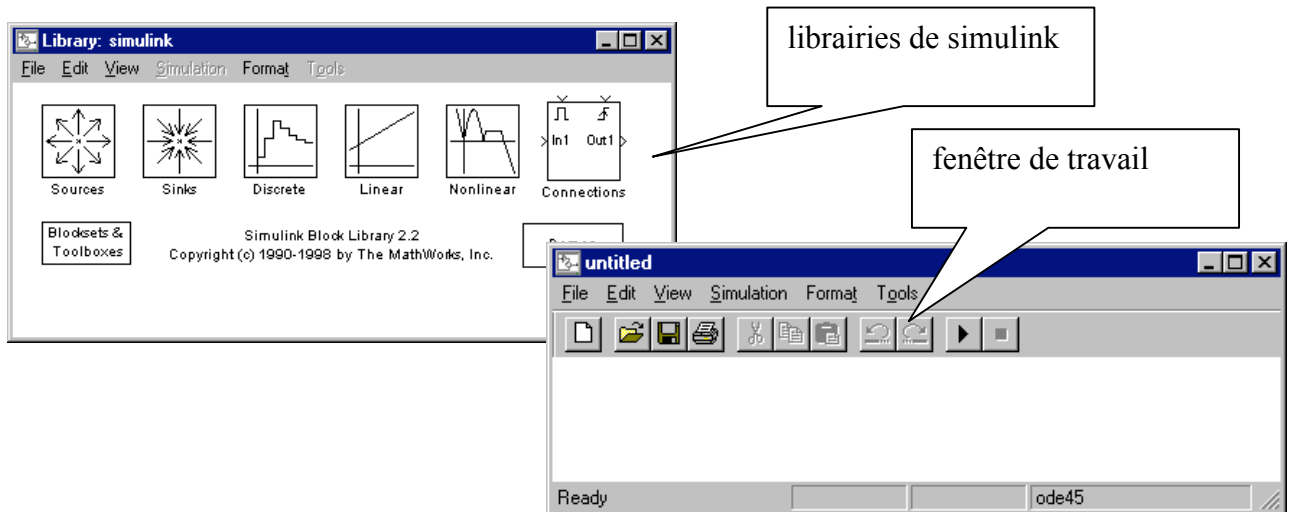 librairies de simulink
Library: simulink
File Edit View Simulation Format Tools
In1 Out1
Sources Sinks Discrete Linear Nonlinear Connections
Blocksets &
Toolboxes
Simulink Block Library 2.2
Copyright (c) 1990-1998 by The MathWorks, Inc.
fenêtre de travail
untitled
File Edit View Simulation Format Tools
Ready ode45